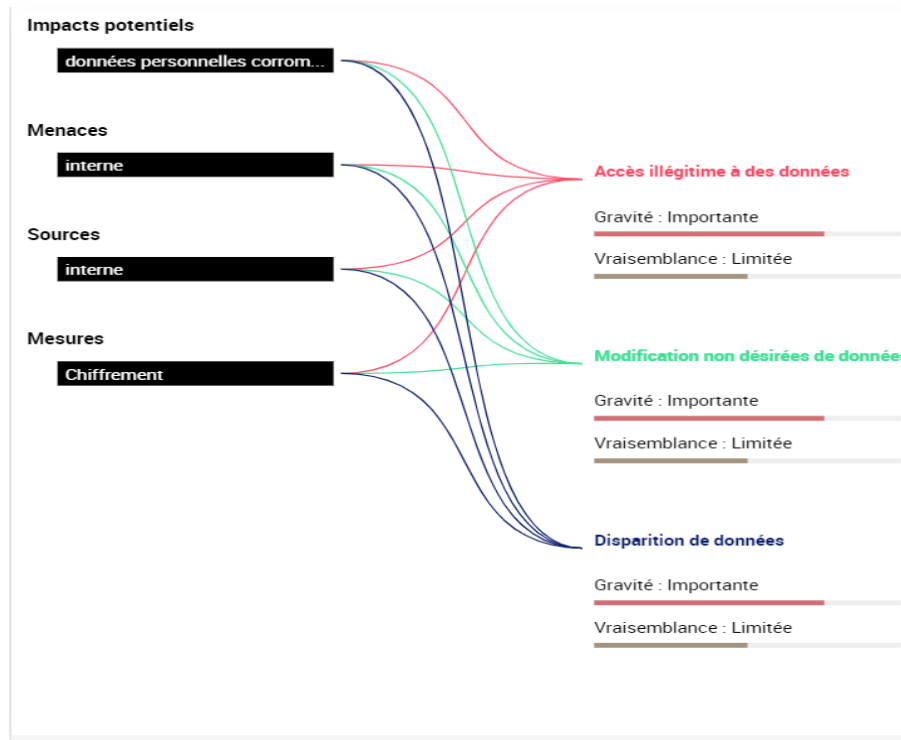 Impacts potentiels
données personnelles corrom...
Menaces
interne
Sources
interne
Mesures
Chiffrement
Accès illégitime à des données
Gravité : Importante
Vraisemblance : Limitée
Modification non désirées de données
Gravité : Importante
Vraisemblance : Limitée
Disparition de données
Gravité : Importante
Vraisemblance : Limitée